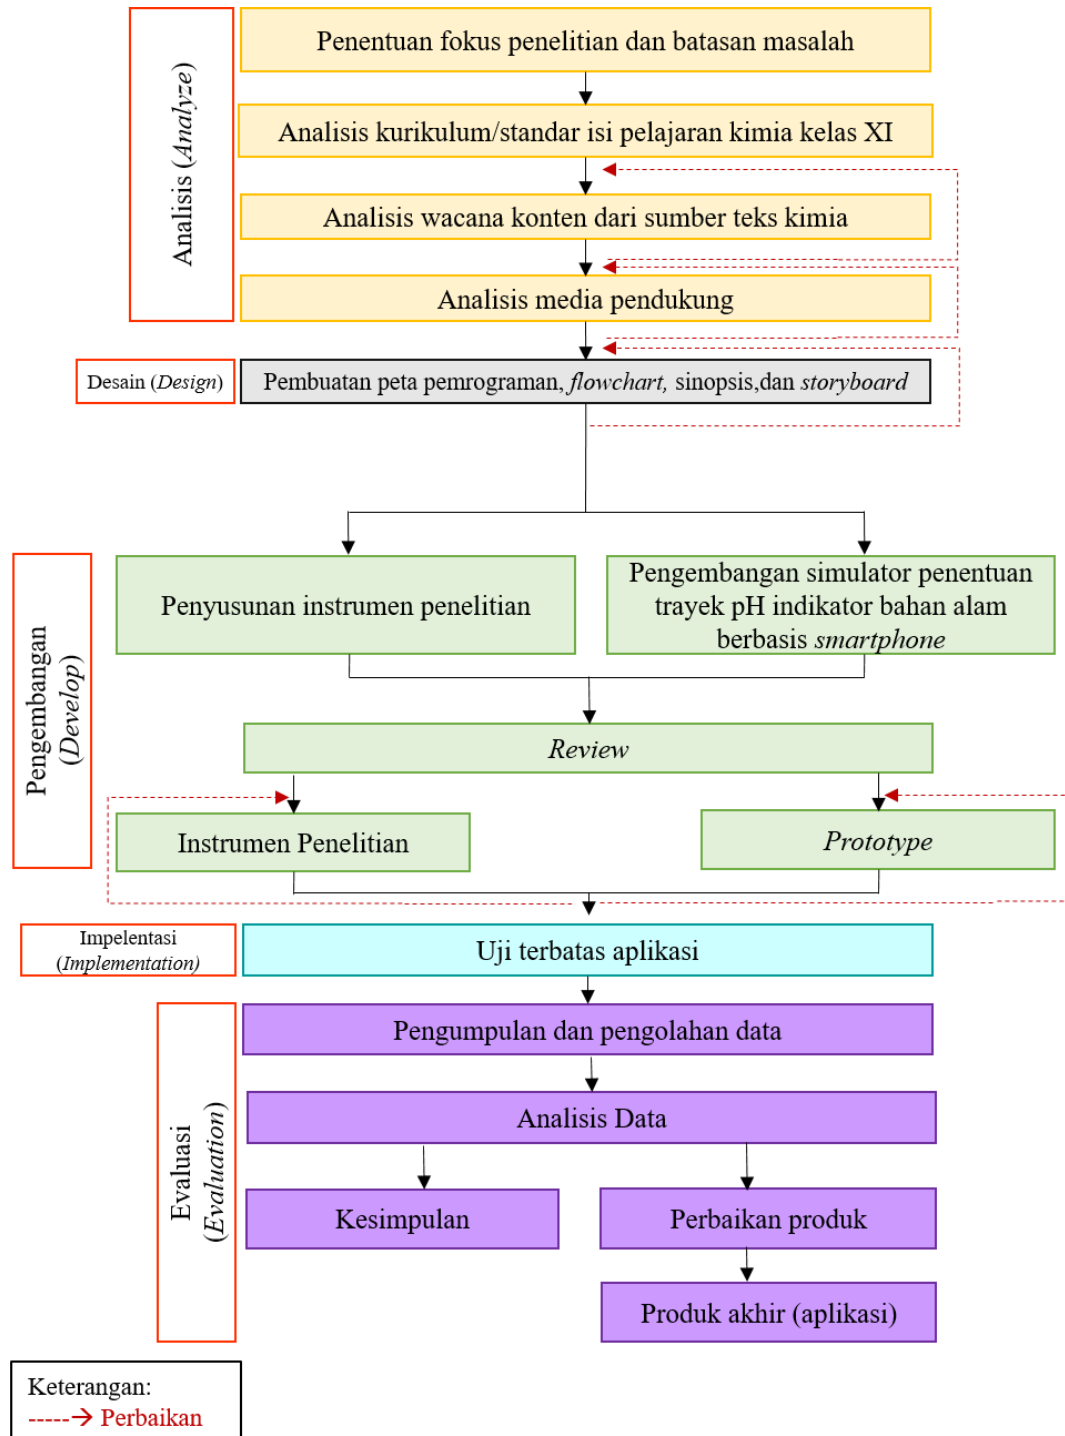 Analisis (Analyze)
Penentuan fokus penelitian dan batasan masalah
Analisis kurikulum/standar isi pelajaran kimia kelas XI
Analisis wacana konten dari sumber teks kimia
Analisis media pendukung
Desain (Design)
Pembuatan peta pemrograman, flowchart, sinopsis,dan storyboard
Pengembangan
(Develop)
Penyusunan instrumen penelitian
Pengembangan simulator penentuan
trayek pH indikator bahan alam
berbasis smartphone
Review
Instrumen Penelitian
Prototype
Impelentasi
(Implementation)
Uji terbatas aplikasi
Evaluasi
(Evaluation)
Pengumpulan dan pengolahan data
Analisis Data
Kesimpulan
Perbaikan produk
Produk akhir (aplikasi)
Keterangan:
-----→ Perbaikan